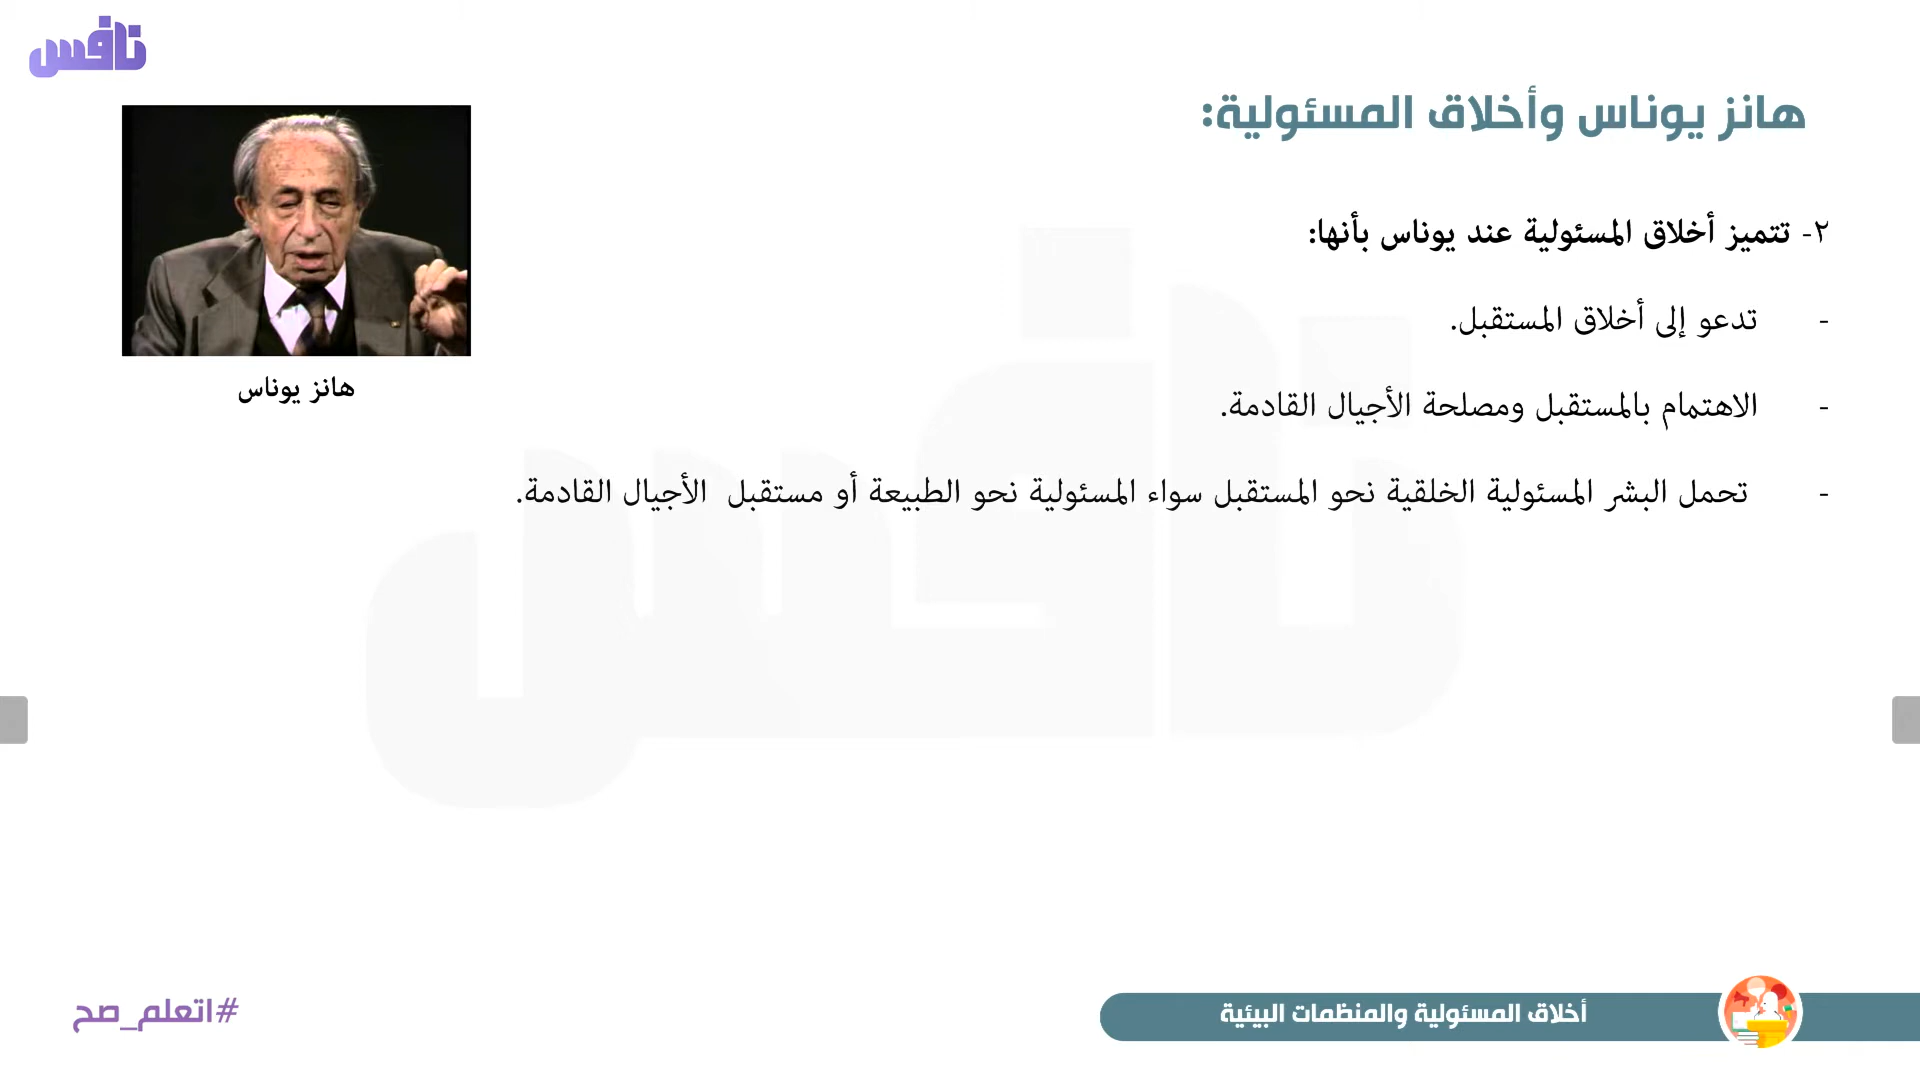 نافس
هانز يوناس وأخلاق المسئولية:
٢- تتميز أخلاق المسئولية عند يوناس بأنها:
- تدعو إلى أخلاق المستقبل.
- الاهتمام بالمستقبل ومصلحة الأجيال القادمة.
- تحمل البشر المسئولية الخلقية نحو المستقبل سواء المسئولية نحو الطبيعة أو مستقبل الأجيال القادمة.
هانز يوناس
نافس
أخلاق المسئولية والمنظمات البيئية
#اتعلم_صح